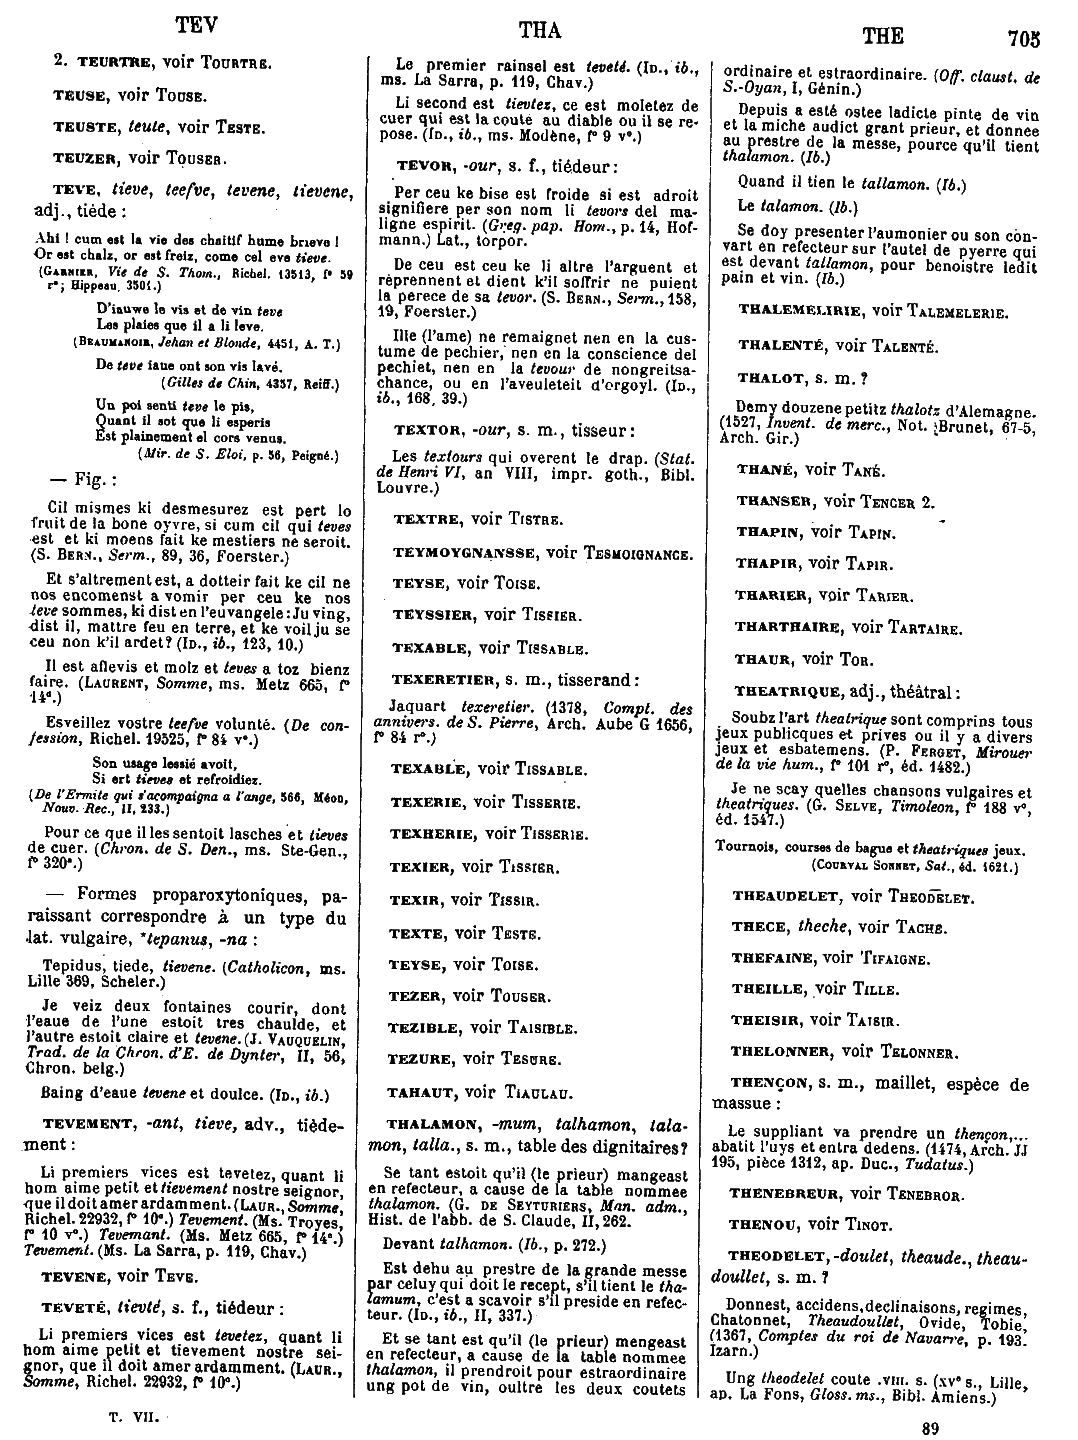 TEV
THA
THE
705
2. TEURTRE, voir TOURTRE.
TEUSE, voir TOUSE.
TEUSTE, teute, voir TESTE.
TEUZER, voir TOUSER.
TEVE, tieve, teefve, tevene, tievene,
adj., tiède :
Ahi ! cum est la vie des chaitif hume brieve !
Or est chalz, or est freiz, come cel eve tieve.
(GARNIER, Vie de S. Thom., Richel. 13513, f° 59
r°; Hippeau, 3501.)
D'iauwe le vis et de vin teve
Les plaies que il a li leve.
(BEAUMANOIR, Jehan et Blonde, 4451, A. T.)
De teve iaue ont son vis lavé.
(Gilles de Chin, 4357, Reiff.)
Un poi senti teve le pis,
Quant il sot que li esperis
Est plainement el cors venus.
(Mir. de S. Eloi, p. 56, Peigné.)
— Fig. :
Cil mismes ki desmesurez est pert lo
fruit de la bone oyvre, si cum cil qui teves
est et ki moens fait ke mestiers ne seroit.
(S. BERN., Serm., 89, 36, Foerster.)
Et s'altrement est, a dotteir fait ke cil ne
nos encomenst a vomir per ceu ke nos
teve sommes, ki dist en l'euvangele : Ju ving,
dist il, mattre feu en terre, et ke voil ju se
ceu non k'il ardet? (ID., ib., 123, 10.)
Il est aflevis et molz et teves a toz bienz
faire. (LAURENT, Somme, ms. Metz 665, f°
14ᵈ.)
Esveillez vostre teefve volunté. (De con-
fession, Richel. 19525, f° 84 v°.)
Son usage lessié avoit,
Si ert tieves et refroidiez.
(De l'Ermite qui s'acompaigna a l'ange, 566, Méon,
Nouv. Rec., II, 233.)
Pour ce que il les sentoit lasches et tieves
de cuer. (Chron. de S. Den., ms. Ste-Gen.,
f° 320ᵃ.)
— Formes proparoxytoniques, pa-
raissant correspondre à un type du
lat. vulgaire, *tepanus, -na :
Tepidus, tiede, tievene. (Catholicon, ms.
Lille 369, Scheler.)
Je veiz deux fontaines courir, dont
l'eaue de l'une estoit tres chaulde, et
l'autre estoit claire et tevene. (J. VAUQUELIN,
Trad. de la Chron. d'E. de Dynter, II, 56,
Chron. belg.)
Baing d'eaue tevene et doulce. (ID., ib.)
TEVEMENT, -ant, tieve, adv., tiède-
ment :
Li premiers vices est tevetez, quant li
hom aime petit et tievement nostre seignor,
que il doit amer ardamment. (LAUR., Somme,
Richel. 22932, f° 10ᵃ.) Tevement. (Ms. Troyes,
f° 10 v°.) Tevemant. (Ms. Metz 665, f° 14ᵃ.)
Tevement. (Ms. La Sarra, p. 119, Chav.)
TEVENE, voir TEVE.
TEVETÉ, tievté, s. f., tiédeur :
Li premiers vices est tevetez, quant li
hom aime petit et tievement nostre sei-
gnor, que il doit amer ardamment. (LAUR.,
Somme, Richel. 22932, f° 10ᵃ.)
T. VII.
Le premier rainsel est teveté. (ID., ib.,
ms. La Sarra, p. 119, Chav.)
Li second est tievtez, ce est moletez de
cuer qui est la coute au diable ou il se re-
pose. (ID., ib., ms. Modène, f° 9 v°.)
TEVOR, -our, s. f., tiédeur :
Per ceu ke bise est froide si est adroit
signifiere per son nom li tevors del ma-
ligne espirit. (Greg. pap. Hom., p. 14, Hof-
mann.) Lat., torpor.
De ceu est ceu ke li altre l'arguent et
reprennent et dient k'il soffrir ne puient
la perece de sa tevor. (S. BERN., Serm., 158,
19, Foerster.)
Ille (l'ame) ne remaignet nen en la cus-
tume de pechier, nen en la conscience del
pechiet, nen en la tevour de nongreitsa-
chance, ou en l'aveuleteit d'orgoyl. (ID.,
ib., 168, 39.)
TEXTOR, -our, s. m., tisseur :
Les textours qui overent le drap. (Stat.
de Henri VI, an VIII, impr. goth., Bibl.
Louvre.)
TEXTRE, voir TISTRE.
TEYMOYGNANSSE, voir TESMOIGNANCE.
TEYSE, voir TOISE.
TEYSSIER, voir TISSIER.
TEXABLE, voir TISSABLE.
TEXERETIER, s. m., tisserand :
Jaquart texeretier. (1378, Compt. des
annivers. de S. Pierre, Arch. Aube G 1656,
f° 84 r°.)
TEXABLE, voir TISSABLE.
TEXERIE, voir TISSERIE.
TEXHERIE, voir TISSERIE.
TEXIER, voir TISSIER.
TEXIR, voir TISSIR.
TEXTE, voir TESTE.
TEYSE, voir TOISE.
TEZER, voir TOUSER.
TEZIBLE, voir TAISIBLE.
TEZURE, voir TESURE.
TAHAUT, voir TIAULAU.
THALAMON, -mum, talhamon, tala-
mon, talla., s. m., table des dignitaires?
Se tant estoit qu'il (le prieur) mangeast
en refecteur, a cause de la table nommee
thalamon. (G. DE SEYTURIERS, Man. adm.,
Hist. de l'abb. de S. Claude, II, 262.
Devant talhamon. (Ib., p. 272.)
Est dehu au prestre de la grande messe
par celuy qui doit le recept, s'il tient le tha-
lamum, c'est a scavoir s'il preside en refec-
teur. (ID., ib., II, 337.)
Et se tant est qu'il (le prieur) mengeast
en refecteur, a cause de la table nommee
thalamon, il prendroit pour estraordinaire
ung pot de vin, oultre les deux coutets
ordinaire et estraordinaire. (Off. claust. de
S.-Oyan, I, Génin.)
Depuis a esté ostee ladicte pinte de vin
et la miche audict grant prieur, et donnee
au prestre de la messe, pource qu'il tient
thalamon. (Ib.)
Quand il tien le tallamon. (Ib.)
Le talamon. (Ib.)
Se doy presenter l'aumonier ou son con-
vart en refecteur sur l'autel de pyerre qui
est devant tallamon, pour benoistre ledit
pain et vin. (Ib.)
THALEMELIRIE, voir TALEMELERIE.
THALENTÉ, voir TALENTÉ.
THALOT, s. m. ?
Demy douzene petitz thalotz d'Alemagne.
(1527, Invent. de merc., Not. Brunet, 67-5,
Arch. Gir.)
THANÉ, voir TANÉ.
THANSER, voir TENCER 2.
THAPIN, voir TAPIN.
THAPIR, voir TAPIR.
THARIER, voir TARIER.
THARTHAIRE, voir TARTAIRE.
THAUR, voir TOR.
THEATRIQUE, adj., théâtral :
Soubz l'art theatrique sont comprins tous
jeux publicques et prives ou il y a divers
jeux et esbatemens. (P. FERGET, Mirouer
de la vie hum., f° 101 r°, éd. 1482.)
Je ne scay quelles chansons vulgaires et
theatriques. (G. SELVE, Timoleon, f° 188 v°,
éd. 1547.)
Tournois, courses de bague et theatriques jeux.
(COURVAL SONNET, Sat., éd. 1621.)
THEAUDELET, voir THEODELET.
THECE, theche, voir TACHE.
THEFAINE, voir TIFAIGNE.
THEILLE, voir TILLE.
THEISIR, voir TAISIR.
THELONNER, voir TELONNER.
THENÇON, s. m., maillet, espèce de
massue :
Le suppliant va prendre un thençon,...
abatit l'uys et entra dedens. (1474, Arch. JJ
195, pièce 1312, ap. Duc., Tudatus.)
THENEBREUR, voir TENEBROR.
THENOU, voir TINOT.
THEODELET, -doulet, theaude., theau-
doullet, s. m. ?
Donnest, accidens, declinaisons, regimes,
Chatonnet, Theaudoullet, Ovide, Tobie.
(1367, Comptes du roi de Navarre, p. 193.
Izarn.)
Ung theodelet coute .VIII. s. (XVᵉ s., Lille,
ap. La Fons, Gloss. ms., Bibl. Amiens.)
89